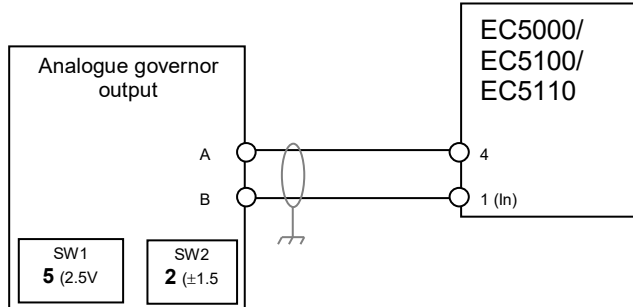 Analogue governor
output
EC5000/
EC5100/
EC5110
A
4
B
1 (In)
SW1
5 (2.5V
SW2
2 (±1.5